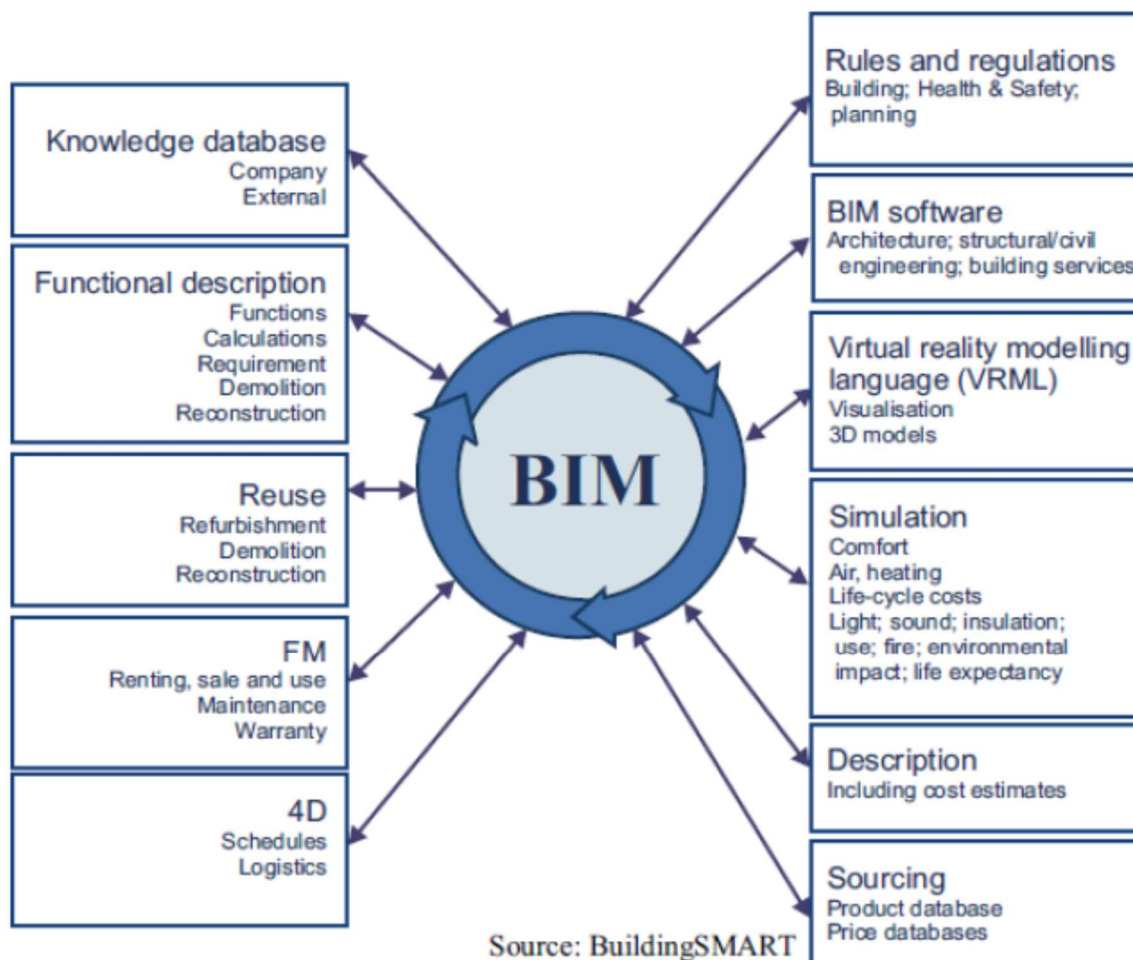 Knowledge database
Company
External
Functional description
Functions
Calculations
Requirement
Demolition
Reconstruction
Reuse
Refurbishment
Demolition
Reconstruction
FM
Renting, sale and use
Maintenance
Warranty
4D
Schedules
Logistics
BIM
Rules and regulations
Building; Health & Safety;
planning
BIM software
Architecture; structural/civil
engineering; building services
Virtual reality modelling
language (VRML)
Visualisation
3D models
Simulation
Comfort
Air, heating
Life-cycle costs
Light; sound; insulation;
use; fire; environmental
impact; life expectancy
Description
Including cost estimates
Sourcing
Product database
Price databases
Source: BuildingSMART